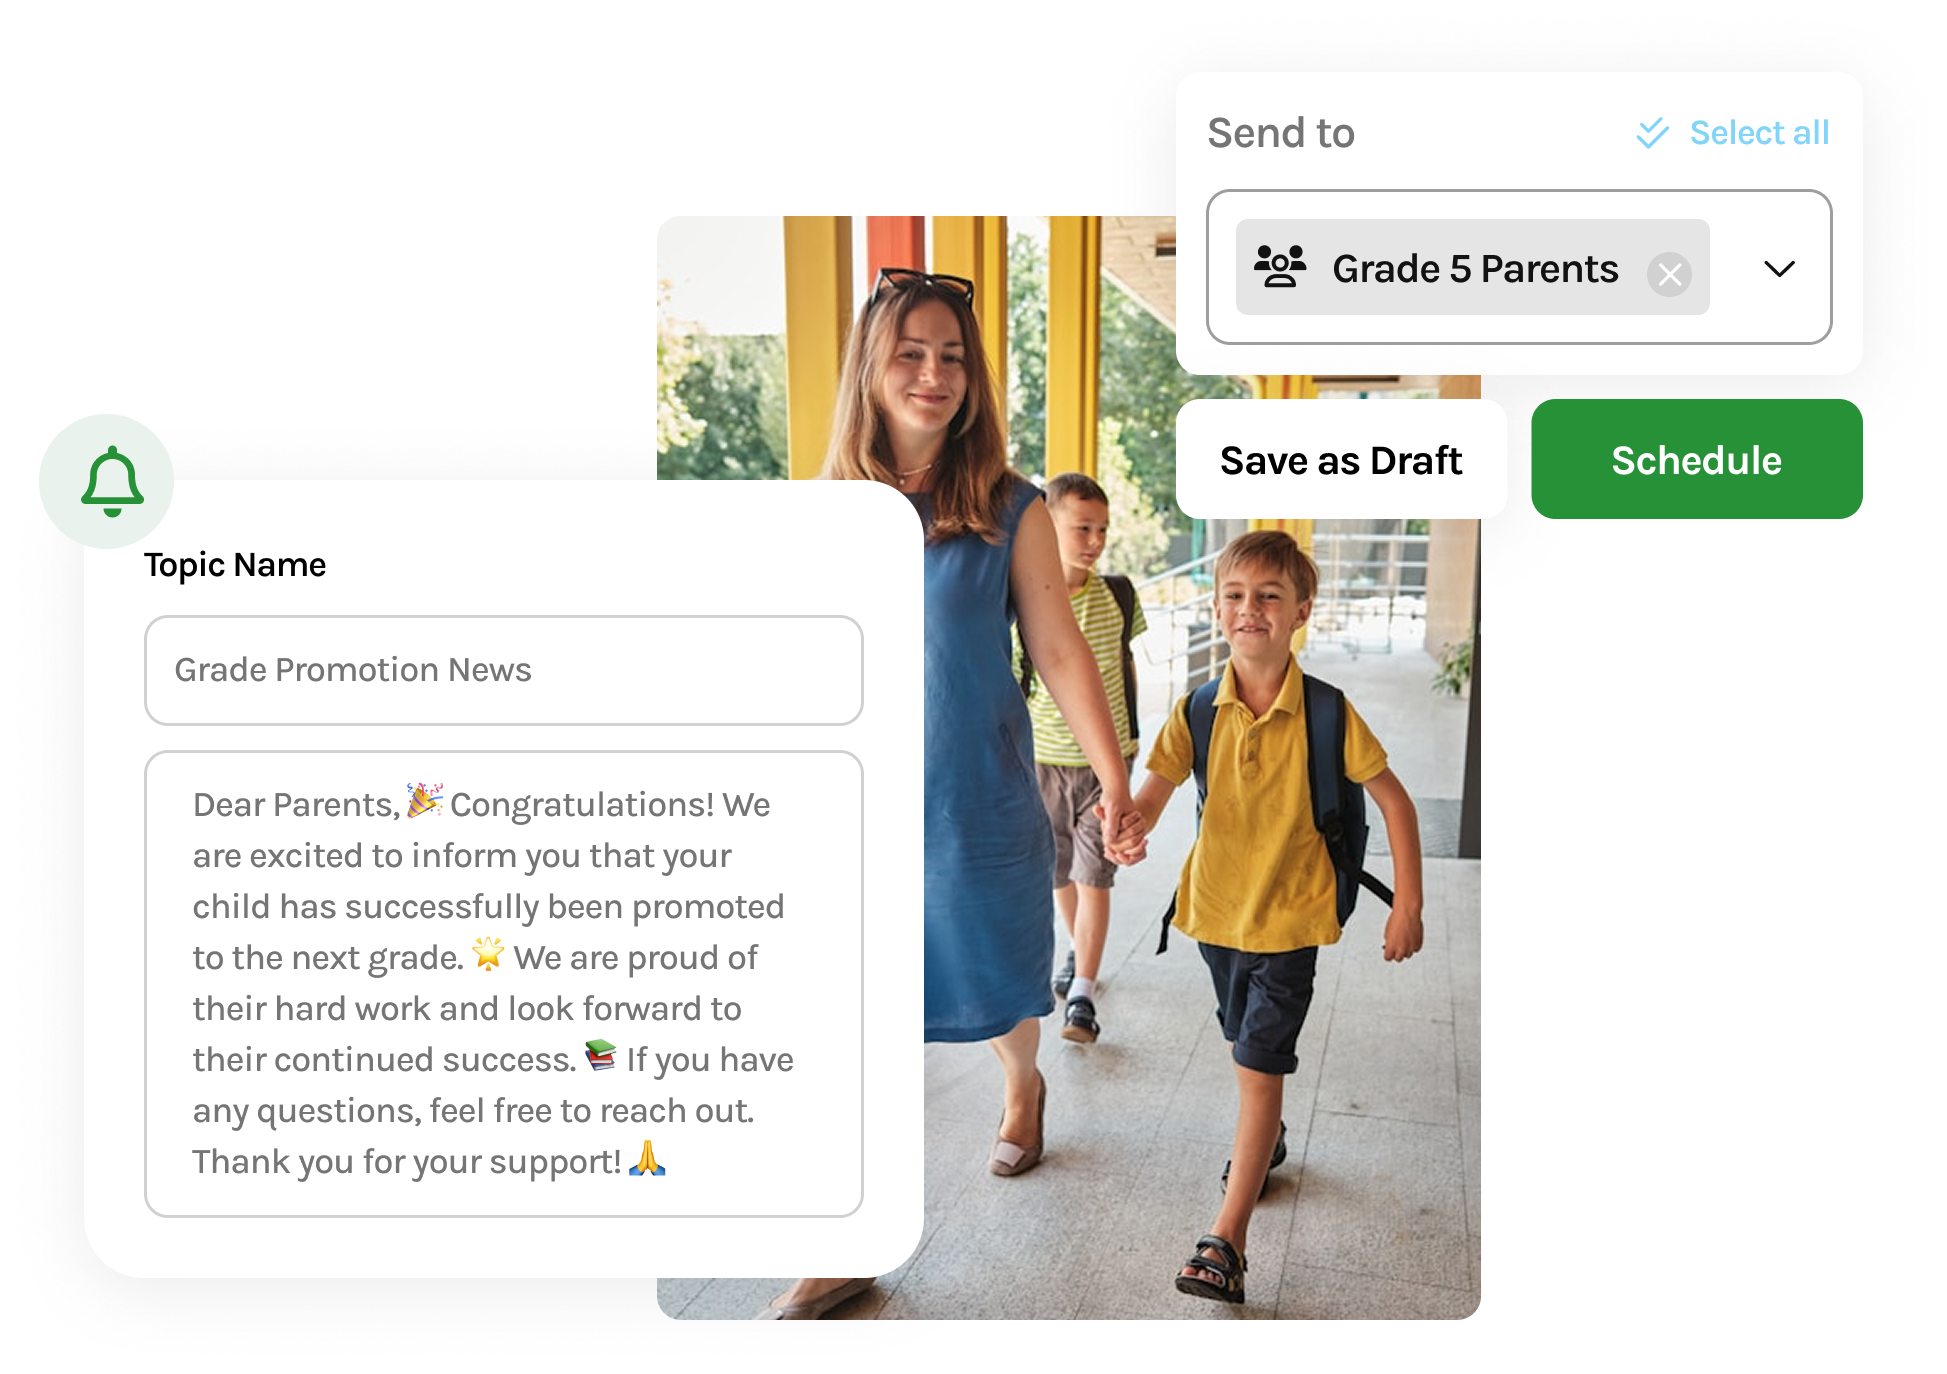 Send to
Select all
Grade 5 Parents
Save as Draft
Schedule
Topic Name
Grade Promotion News
Dear Parents,🎉 Congratulations! We
are excited to inform you that your
child has successfully been promoted
to the next grade. 🌟 We are proud of
their hard work and look forward to
their continued success. 📚 If you have
any questions, feel free to reach out.
Thank you for your support! 🙏